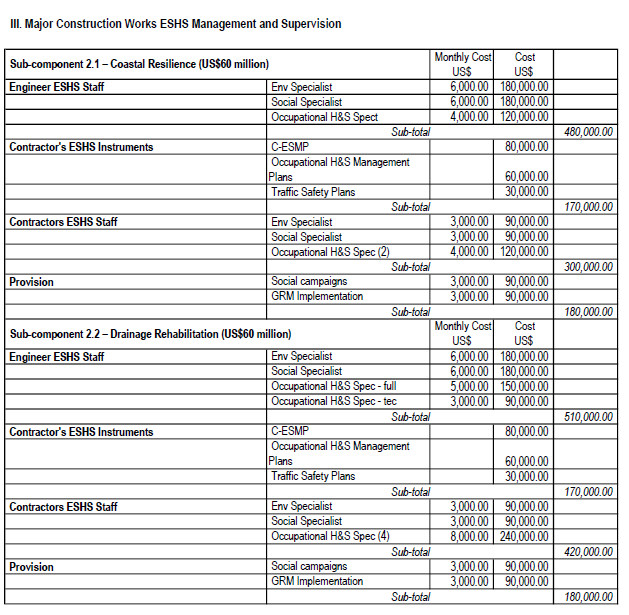 III. Major Construction Works ESHS Management and Supervision
Sub-component 2.1 – Coastal Resilience (US$60 million) Monthly Cost US$ Cost US$
Engineer ESHS Staff Env Specialist 6,000.00 180,000.00
Social Specialist 6,000.00 180,000.00
Occupational H&S Spect 4,000.00 120,000.00
Sub-total 480,000.00
Contractor's ESHS Instruments C-ESMP 80,000.00
Occupational H&S Management
Plans 60,000.00
Traffic Safety Plans 30,000.00
Sub-total 170,000.00
Contractors ESHS Staff Env Specialist 3,000.00 90,000.00
Social Specialist 3,000.00 90,000.00
Occupational H&S Spec (2) 4,000.00 120,000.00
Sub-total 300,000.00
Provision Social campaigns 3,000.00 90,000.00
GRM Implementation 3,000.00 90,000.00
Sub-total 180,000.00
Sub-component 2.2 – Drainage Rehabilitation (US$60 million) Monthly Cost US$ Cost US$
Engineer ESHS Staff Env Specialist 6,000.00 180,000.00
Social Specialist 6,000.00 180,000.00
Occupational H&S Spec - full 5,000.00 150,000.00
Occupational H&S Spec - tec 3,000.00 90,000.00
Sub-total 510,000.00
Contractor's ESHS Instruments C-ESMP 80,000.00
Occupational H&S Management
Plans 60,000.00
Traffic Safety Plans 30,000.00
Sub-total 170,000.00
Contractors ESHS Staff Env Specialist 3,000.00 90,000.00
Social Specialist 3,000.00 90,000.00
Occupational H&S Spec (4) 8,000.00 240,000.00
Sub-total 420,000.00
Provision Social campaigns 3,000.00 90,000.00
GRM Implementation 3,000.00 90,000.00
Sub-total 180,000.00